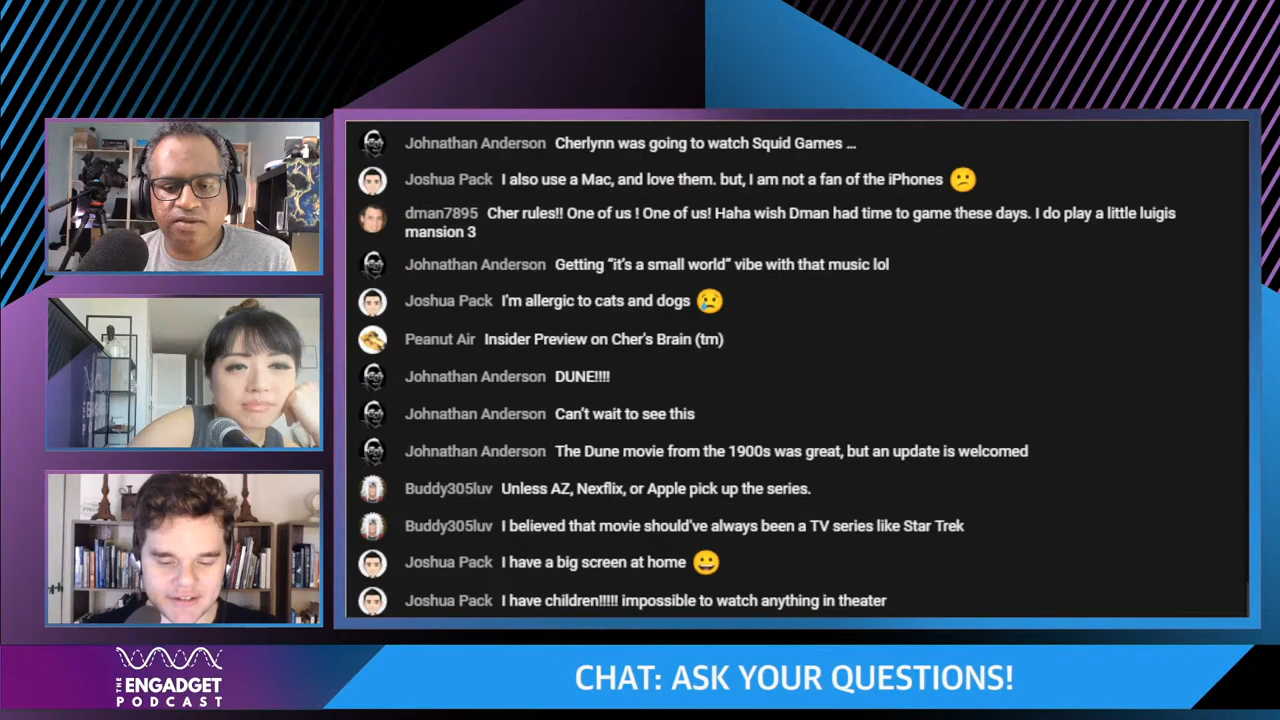 Johnathan Anderson Cherlynn was going to watch Squid Games ...
Joshua Pack I also use a Mac, and love them. but, I am not a fan of the iPhones 😕
dman7895 Cher rules!! One of us ! One of us! Haha wish Dman had time to game these days. I do play a little luigis
mansion 3
Johnathan Anderson Getting “it’s a small world” vibe with that music lol
Joshua Pack I'm allergic to cats and dogs 😢
Peanut Air Insider Preview on Cher's Brain (tm)
Johnathan Anderson DUNE!!!!
Johnathan Anderson Can’t wait to see this
Johnathan Anderson The Dune movie from the 1900s was great, but an update is welcomed
Buddy305luv Unless AZ, Nexflix, or Apple pick up the series.
Buddy305luv I believed that movie should've always been a TV series like Star Trek
Joshua Pack I have a big screen at home 😀
Joshua Pack I have children!!!!! impossible to watch anything in theater
THE ENGADGET
PODCAST
CHAT: ASK YOUR QUESTIONS!